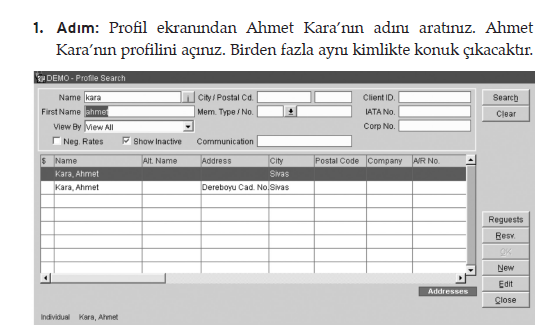 1. Adım: Profil ekranından Ahmet Kara'nın adını aratınız. Ahmet
Kara'nın profilini açınız. Birden fazla aynı kimlikte konuk çıkacaktır.
DEMO - Profile Search
Name kara City / Postal Cd. Client ID. Search
First Name ahmet Mem. Type / No. IATA No. Clear
View By View All Corp No.
Neg. Rates Show Inactive Communication
$ Name Alt. Name Address City Postal Code Company A/R No.
Kara, Ahmet Sivas
Kara, Ahmet Dereboyu Cad. No. Sivas
Requests
Resv.
OK
New
Edit
Addresses
Close
Individual Kara, Ahmet